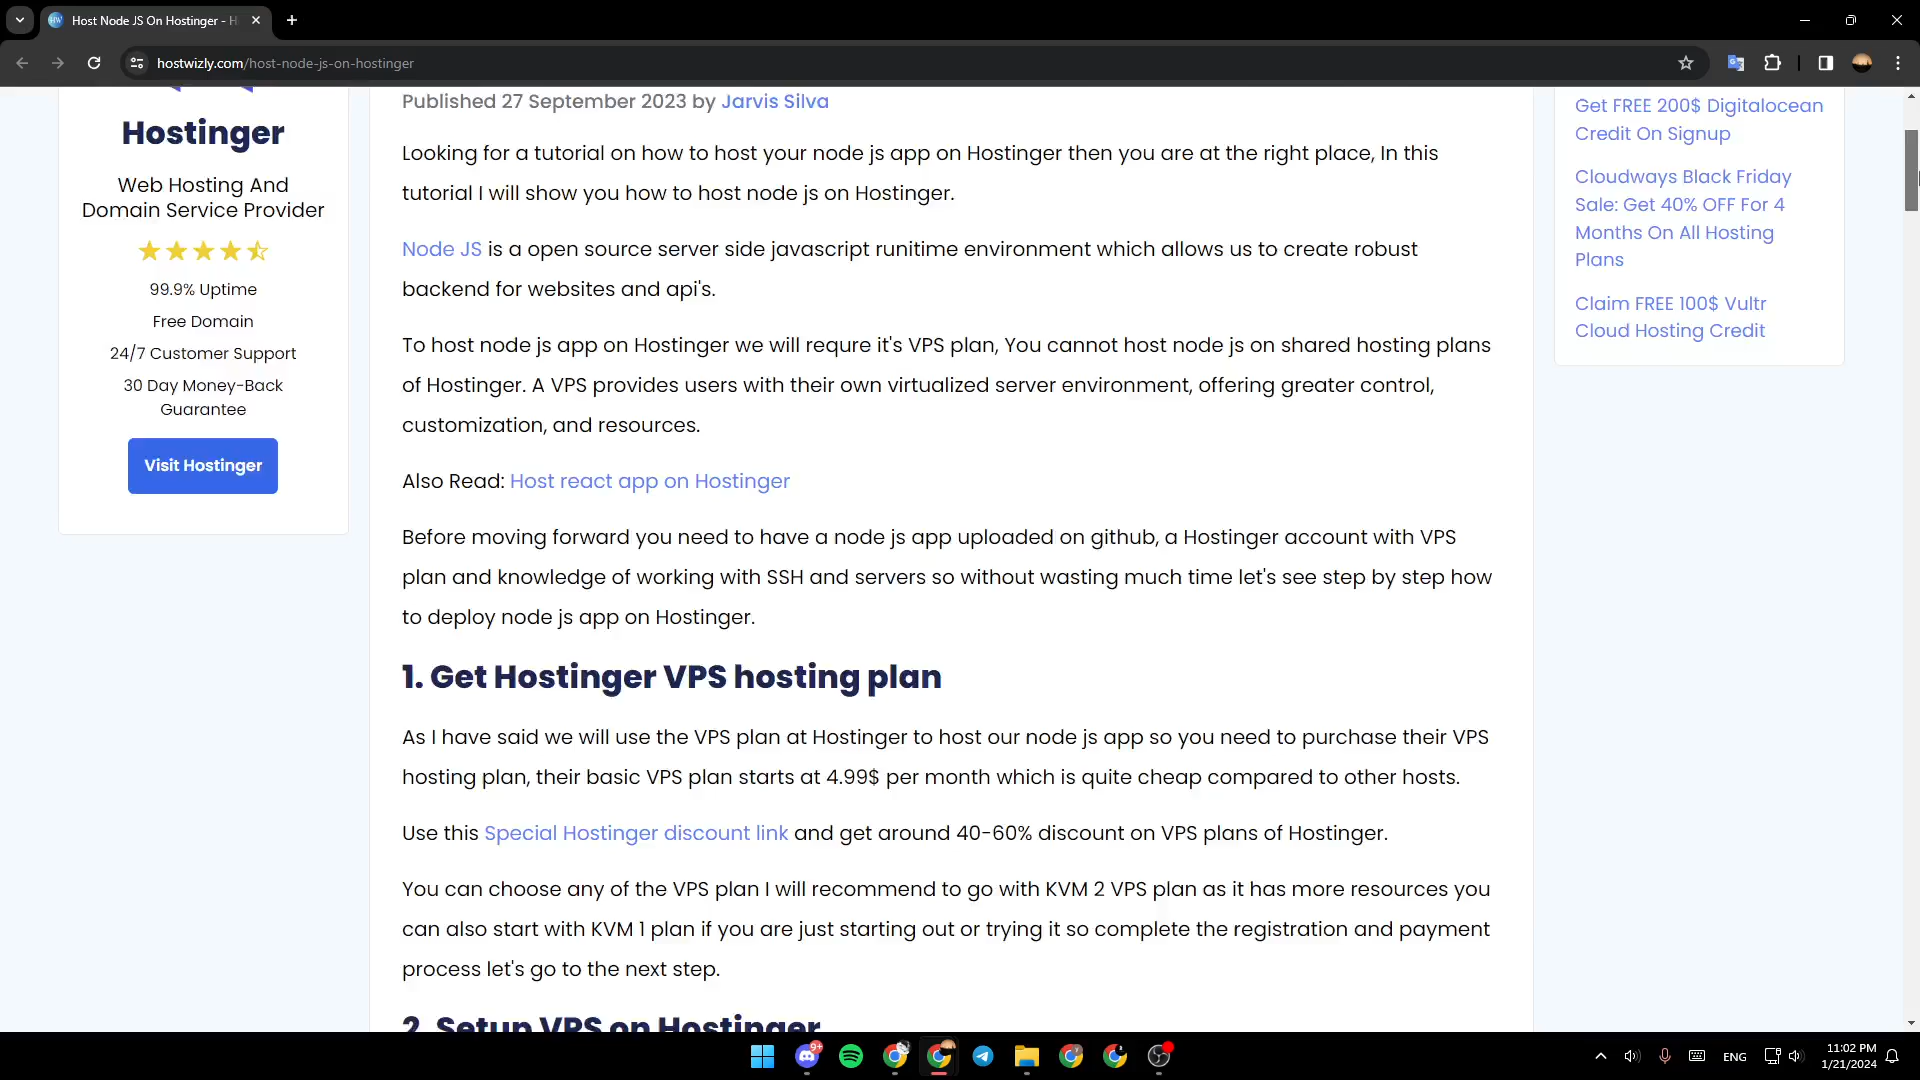 Host Node JS On Hostinger - H
hostwizly.com/host-node-js-on-hostinger
Hostinger
Web Hosting And
Domain Service Provider
99.9% Uptime
Free Domain
24/7 Customer Support
30 Day Money-Back
Guarantee
Visit Hostinger
Published 27 September 2023 by Jarvis Silva
Looking for a tutorial on how to host your node js app on Hostinger then you are at the right place, In this
tutorial I will show you how to host node js on Hostinger.
Node JS is a open source server side javascript runitime environment which allows us to create robust
backend for websites and api's.
To host node js app on Hostinger we will requre it's VPS plan, You cannot host node js on shared hosting plans
of Hostinger. A VPS provides users with their own virtualized server environment, offering greater control,
customization, and resources.
Also Read: Host react app on Hostinger
Before moving forward you need to have a node js app uploaded on github, a Hostinger account with VPS
plan and knowledge of working with SSH and servers so without wasting much time let's see step by step how
to deploy node js app on Hostinger.
1. Get Hostinger VPS hosting plan
As I have said we will use the VPS plan at Hostinger to host our node js app so you need to purchase their VPS
hosting plan, their basic VPS plan starts at 4.99$ per month which is quite cheap compared to other hosts.
Use this Special Hostinger discount link and get around 40-60% discount on VPS plans of Hostinger.
You can choose any of the VPS plan I will recommend to go with KVM 2 VPS plan as it has more resources you
can also start with KVM 1 plan if you are just starting out or trying it so complete the registration and payment
process let's go to the next step.
2. Setup VPS on Hostinger
Get FREE 200$ Digitalocean
Credit On Signup
Cloudways Black Friday
Sale: Get 40% OFF For 4
Months On All Hosting
Plans
Claim FREE 100$ Vultr
Cloud Hosting Credit
9+
ENG
11:02 PM
1/21/2024